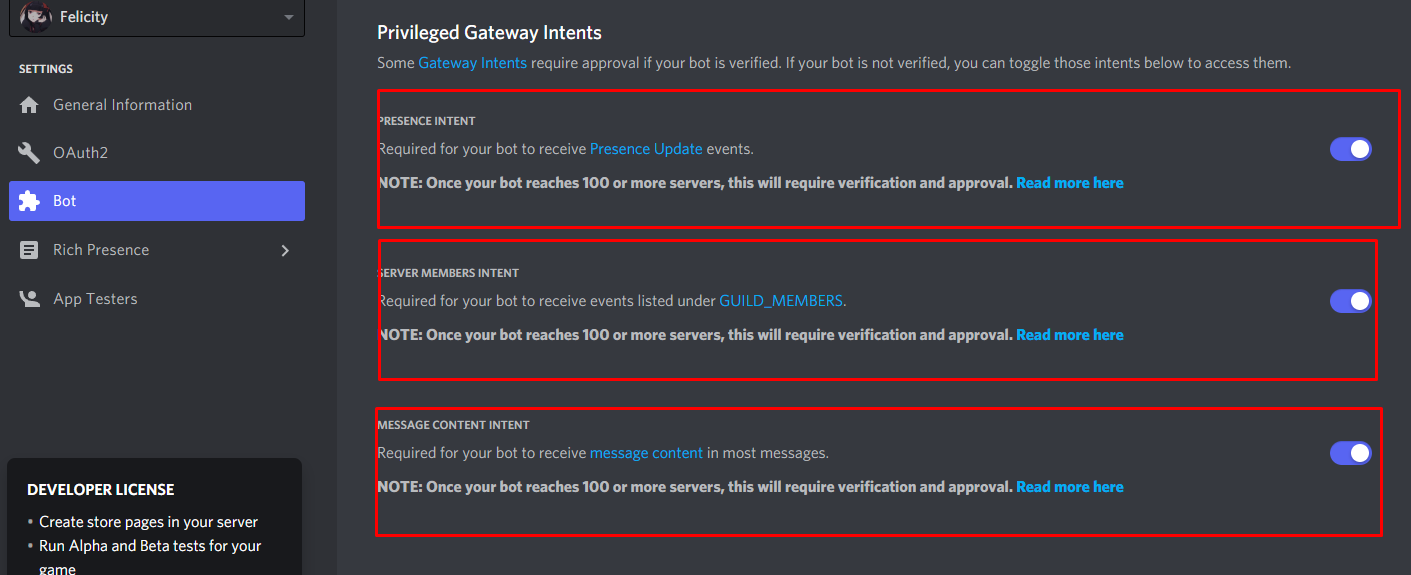 Felicity
SETTINGS
General Information
OAuth2
Bot
Rich Presence
App Testers
DEVELOPER LICENSE
• Create store pages in your server
• Run Alpha and Beta tests for your
game
Privileged Gateway Intents
Some Gateway Intents require approval if your bot is verified. If your bot is not verified, you can toggle those intents below to access them.
PRESENCE INTENT
Required for your bot to receive Presence Update events.
NOTE: Once your bot reaches 100 or more servers, this will require verification and approval. Read more here
SERVER MEMBERS INTENT
Required for your bot to receive events listed under GUILD_MEMBERS.
NOTE: Once your bot reaches 100 or more servers, this will require verification and approval. Read more here
MESSAGE CONTENT INTENT
Required for your bot to receive message content in most messages.
NOTE: Once your bot reaches 100 or more servers, this will require verification and approval. Read more here